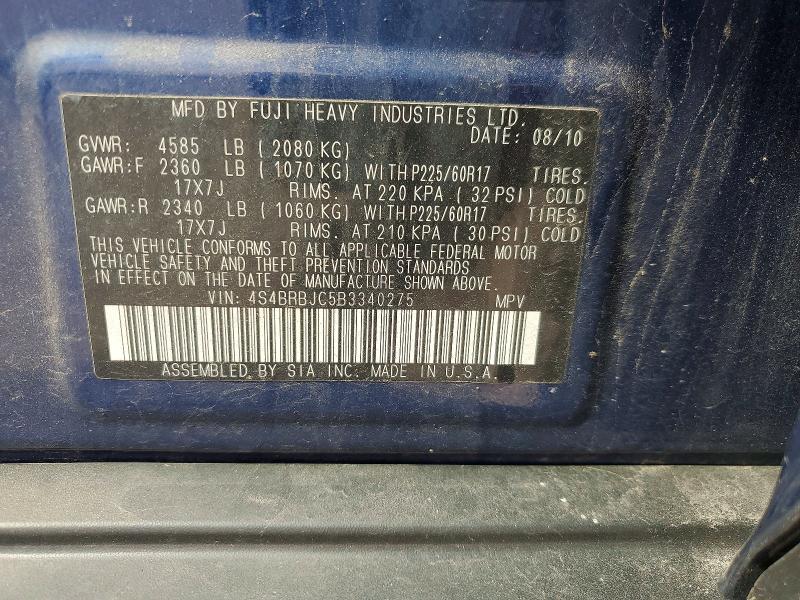 MFD BY FUJI HEAVY INDUSTRIES LTD.
DATE: 08/10
GVWR: 4585 LB (2080 KG)
GAWR:F 2360 LB (1070 KG) WITH P225/60R17 TIRES.
17X7J RIMS. AT 220 KPA (32 PSI) COLD
GAWR:R 2340 LB (1060 KG) WITH P225/60R17 TIRES.
17X7J RIMS. AT 210 KPA (30 PSI) COLD
THIS VEHICLE CONFORMS TO ALL APPLICABLE FEDERAL MOTOR
VEHICLE SAFETY AND THEFT PREVENTION STANDARDS
IN EFFECT ON THE DATE OF MANUFACTURE SHOWN ABOVE.
VIN: 4S4BRBJC5B3340275 MPV
ASSEMBLED BY SIA INC. MADE IN U.S.A